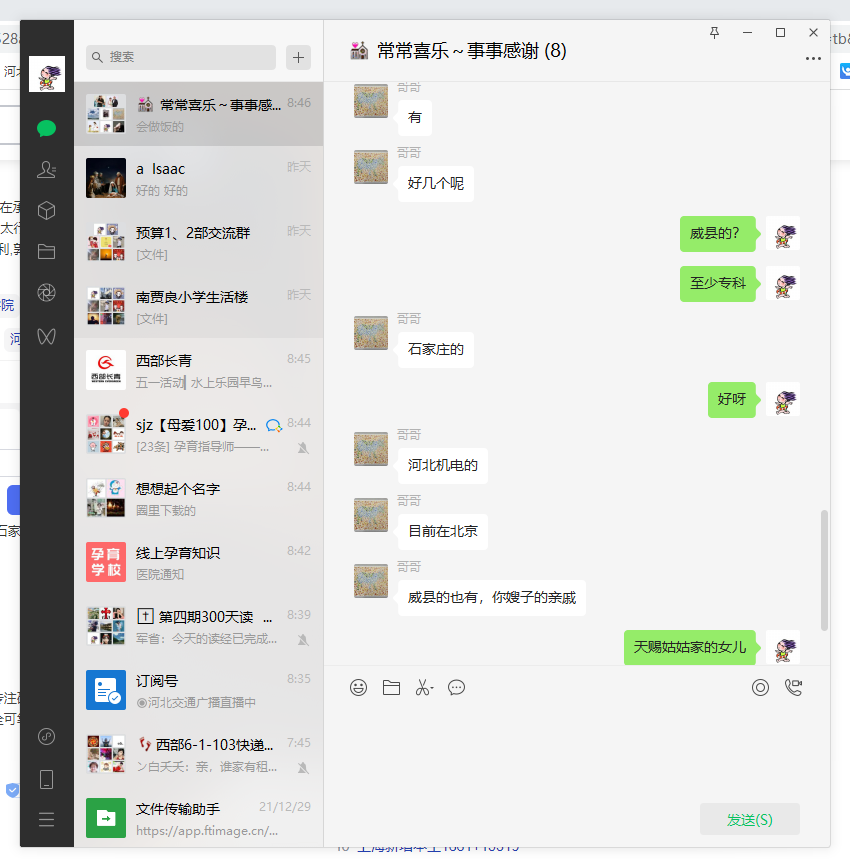 搜索
常常喜乐～事事感... 8:46
会做饭的
a Isaac 昨天
好的 好的
预算1、2部交流群 昨天
[文件]
南贾良小学生活楼 昨天
[文件]
西部长青 8:45
五一活动| 水上乐园早鸟...
西部长青
sjz【母爱100】孕... 8:44
[23条] 孕育指导师——...
想想起个名字 8:44
圈里下载的
线上孕育知识 8:42
医院通知
孕育
学校
第四期300天读 ... 8:39
军省：今天的读经已完成...
订阅号 8:35
◉河北交通广播直播中
西部6-1-103快递... 7:45
ン白夭夭：亲，谁家有租...
文件传输助手 21/12/29
https://app.ftimage.cn/...
常常喜乐～事事感谢 (8)
哥哥
有
哥哥
好几个呢
威县的？
至少专科
哥哥
石家庄的
好呀
哥哥
河北机电的
哥哥
目前在北京
哥哥
威县的也有，你嫂子的亲戚
天赐姑姑家的女儿
发送(S)